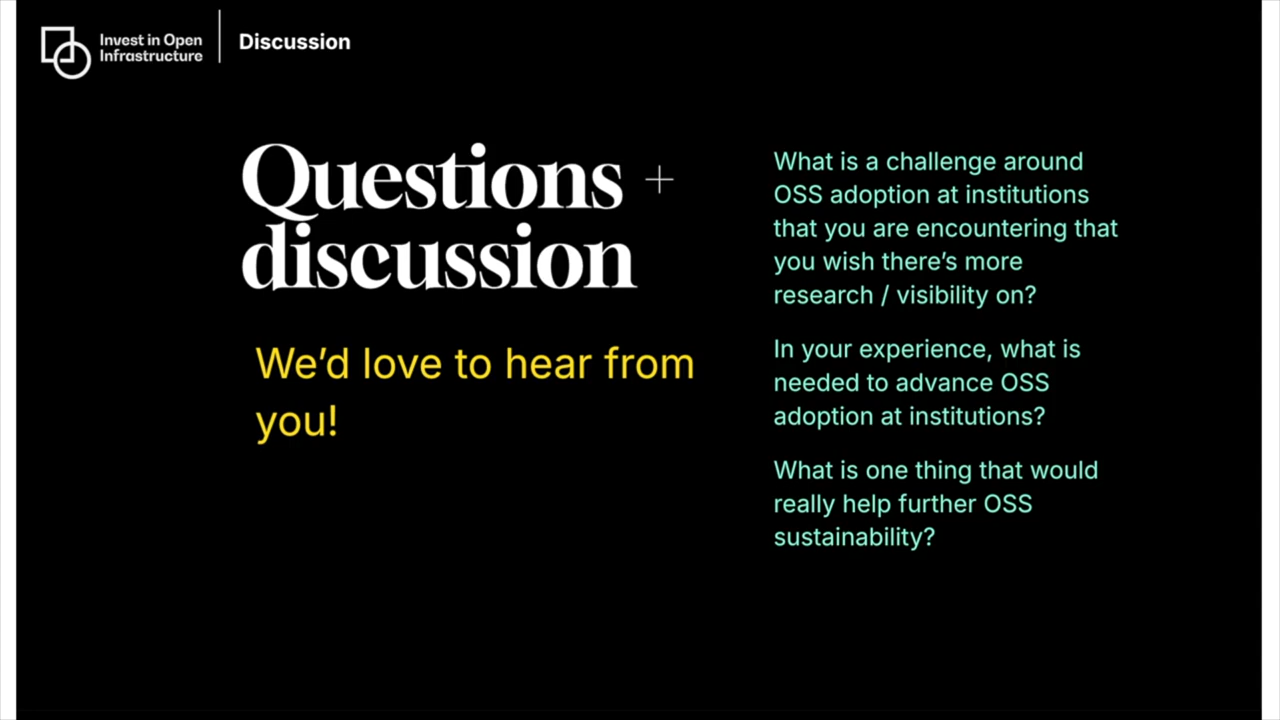 Invest in Open
Infrastructure
Discussion
Questions +
discussion
We’d love to hear from
you!
What is a challenge around
OSS adoption at institutions
that you are encountering that
you wish there’s more
research / visibility on?
In your experience, what is
needed to advance OSS
adoption at institutions?
What is one thing that would
really help further OSS
sustainability?